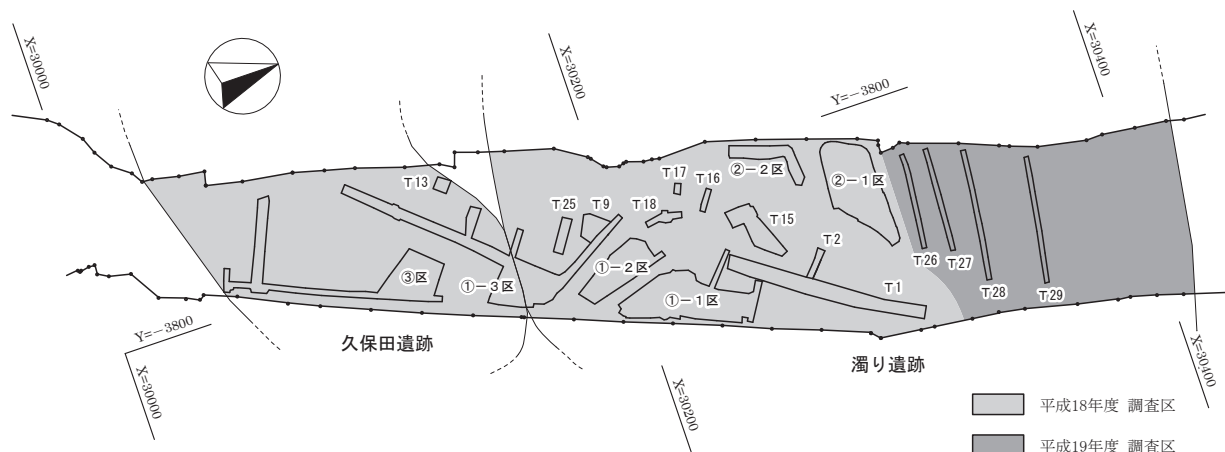 X=30000
X=30200
Y=-3800
X=30400
T13
T17
T16
②-2区
②-1区
T25
T9
T18
T15
T2
T26
T27
T28
T29
③区
①-3区
①-2区
①-1区
T1
Y=-3800
X=30000
久保田遺跡
X=30200
濁り遺跡
X=30400
平成18年度 調査区
平成19年度 調査区